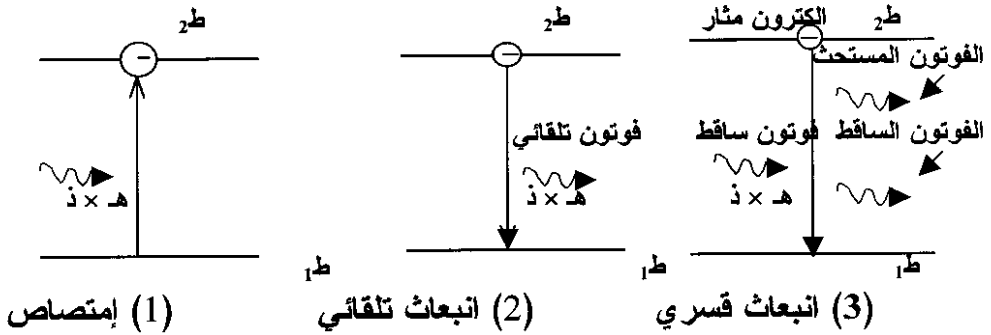 ط2
ط2
الكترون مثار
ط2
الفوتون المستحث
فوتون تلقائي
فوتون ساقط
الفوتون الساقط
هـ × ذ
هـ × ذ
هـ × ذ
ط1
ط1
ط1
(1) إمتصاص
(2) انبعاث تلقائي
(3) انبعاث قسري